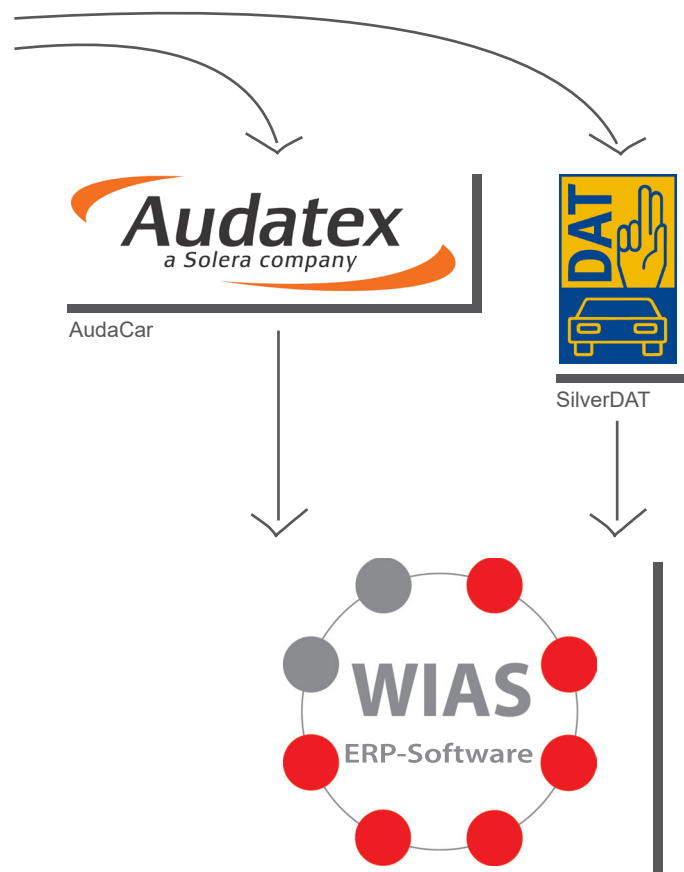 Audatex
a Solera company
AudaCar
DAT
SilverDAT
WIAS
ERP-Software